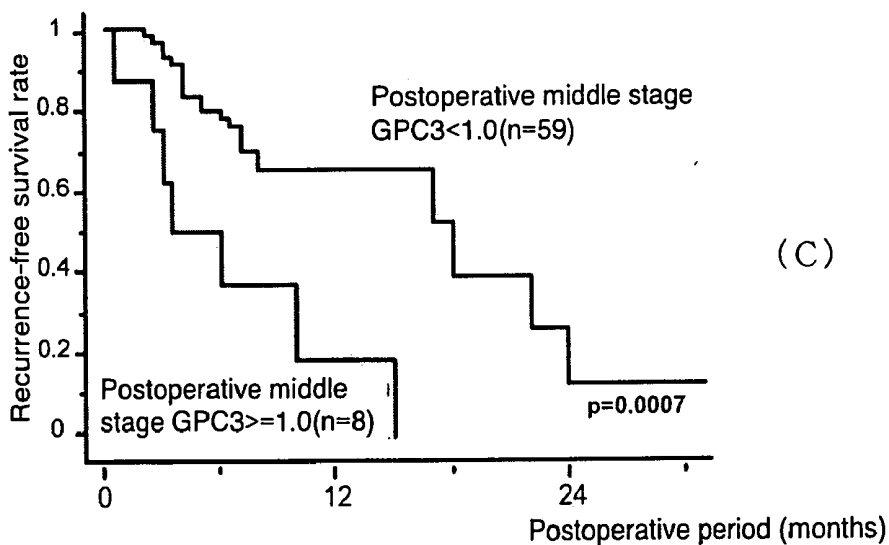 Recurrence-free survival rate
1
0.8
0.6
0.4
0.2
0
Postoperative middle stage
GPC3<1.0(n=59)
(C)
Postoperative middle
stage GPC3>=1.0(n=8)
p=0.0007
0
12
24
Postoperative period (months)